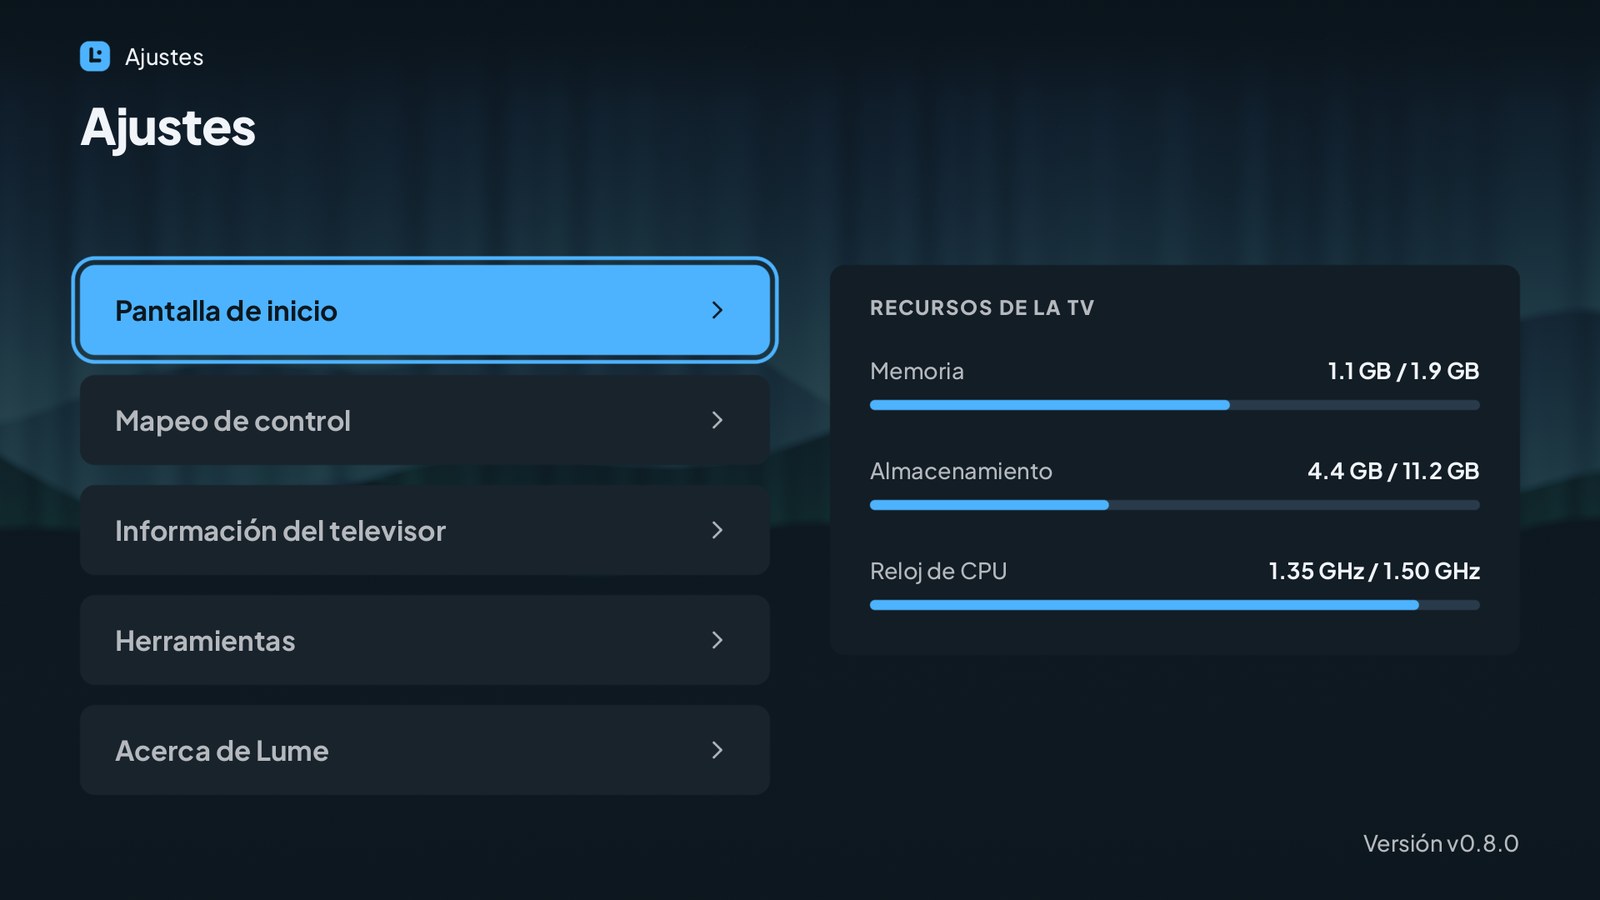 Ajustes
Ajustes
Pantalla de inicio
Mapeo de control
Información del televisor
Herramientas
Acerca de Lume
RECURSOS DE LA TV
Memoria 1.1 GB / 1.9 GB
Almacenamiento 4.4 GB / 11.2 GB
Reloj de CPU 1.35 GHz / 1.50 GHz
Versión v0.8.0